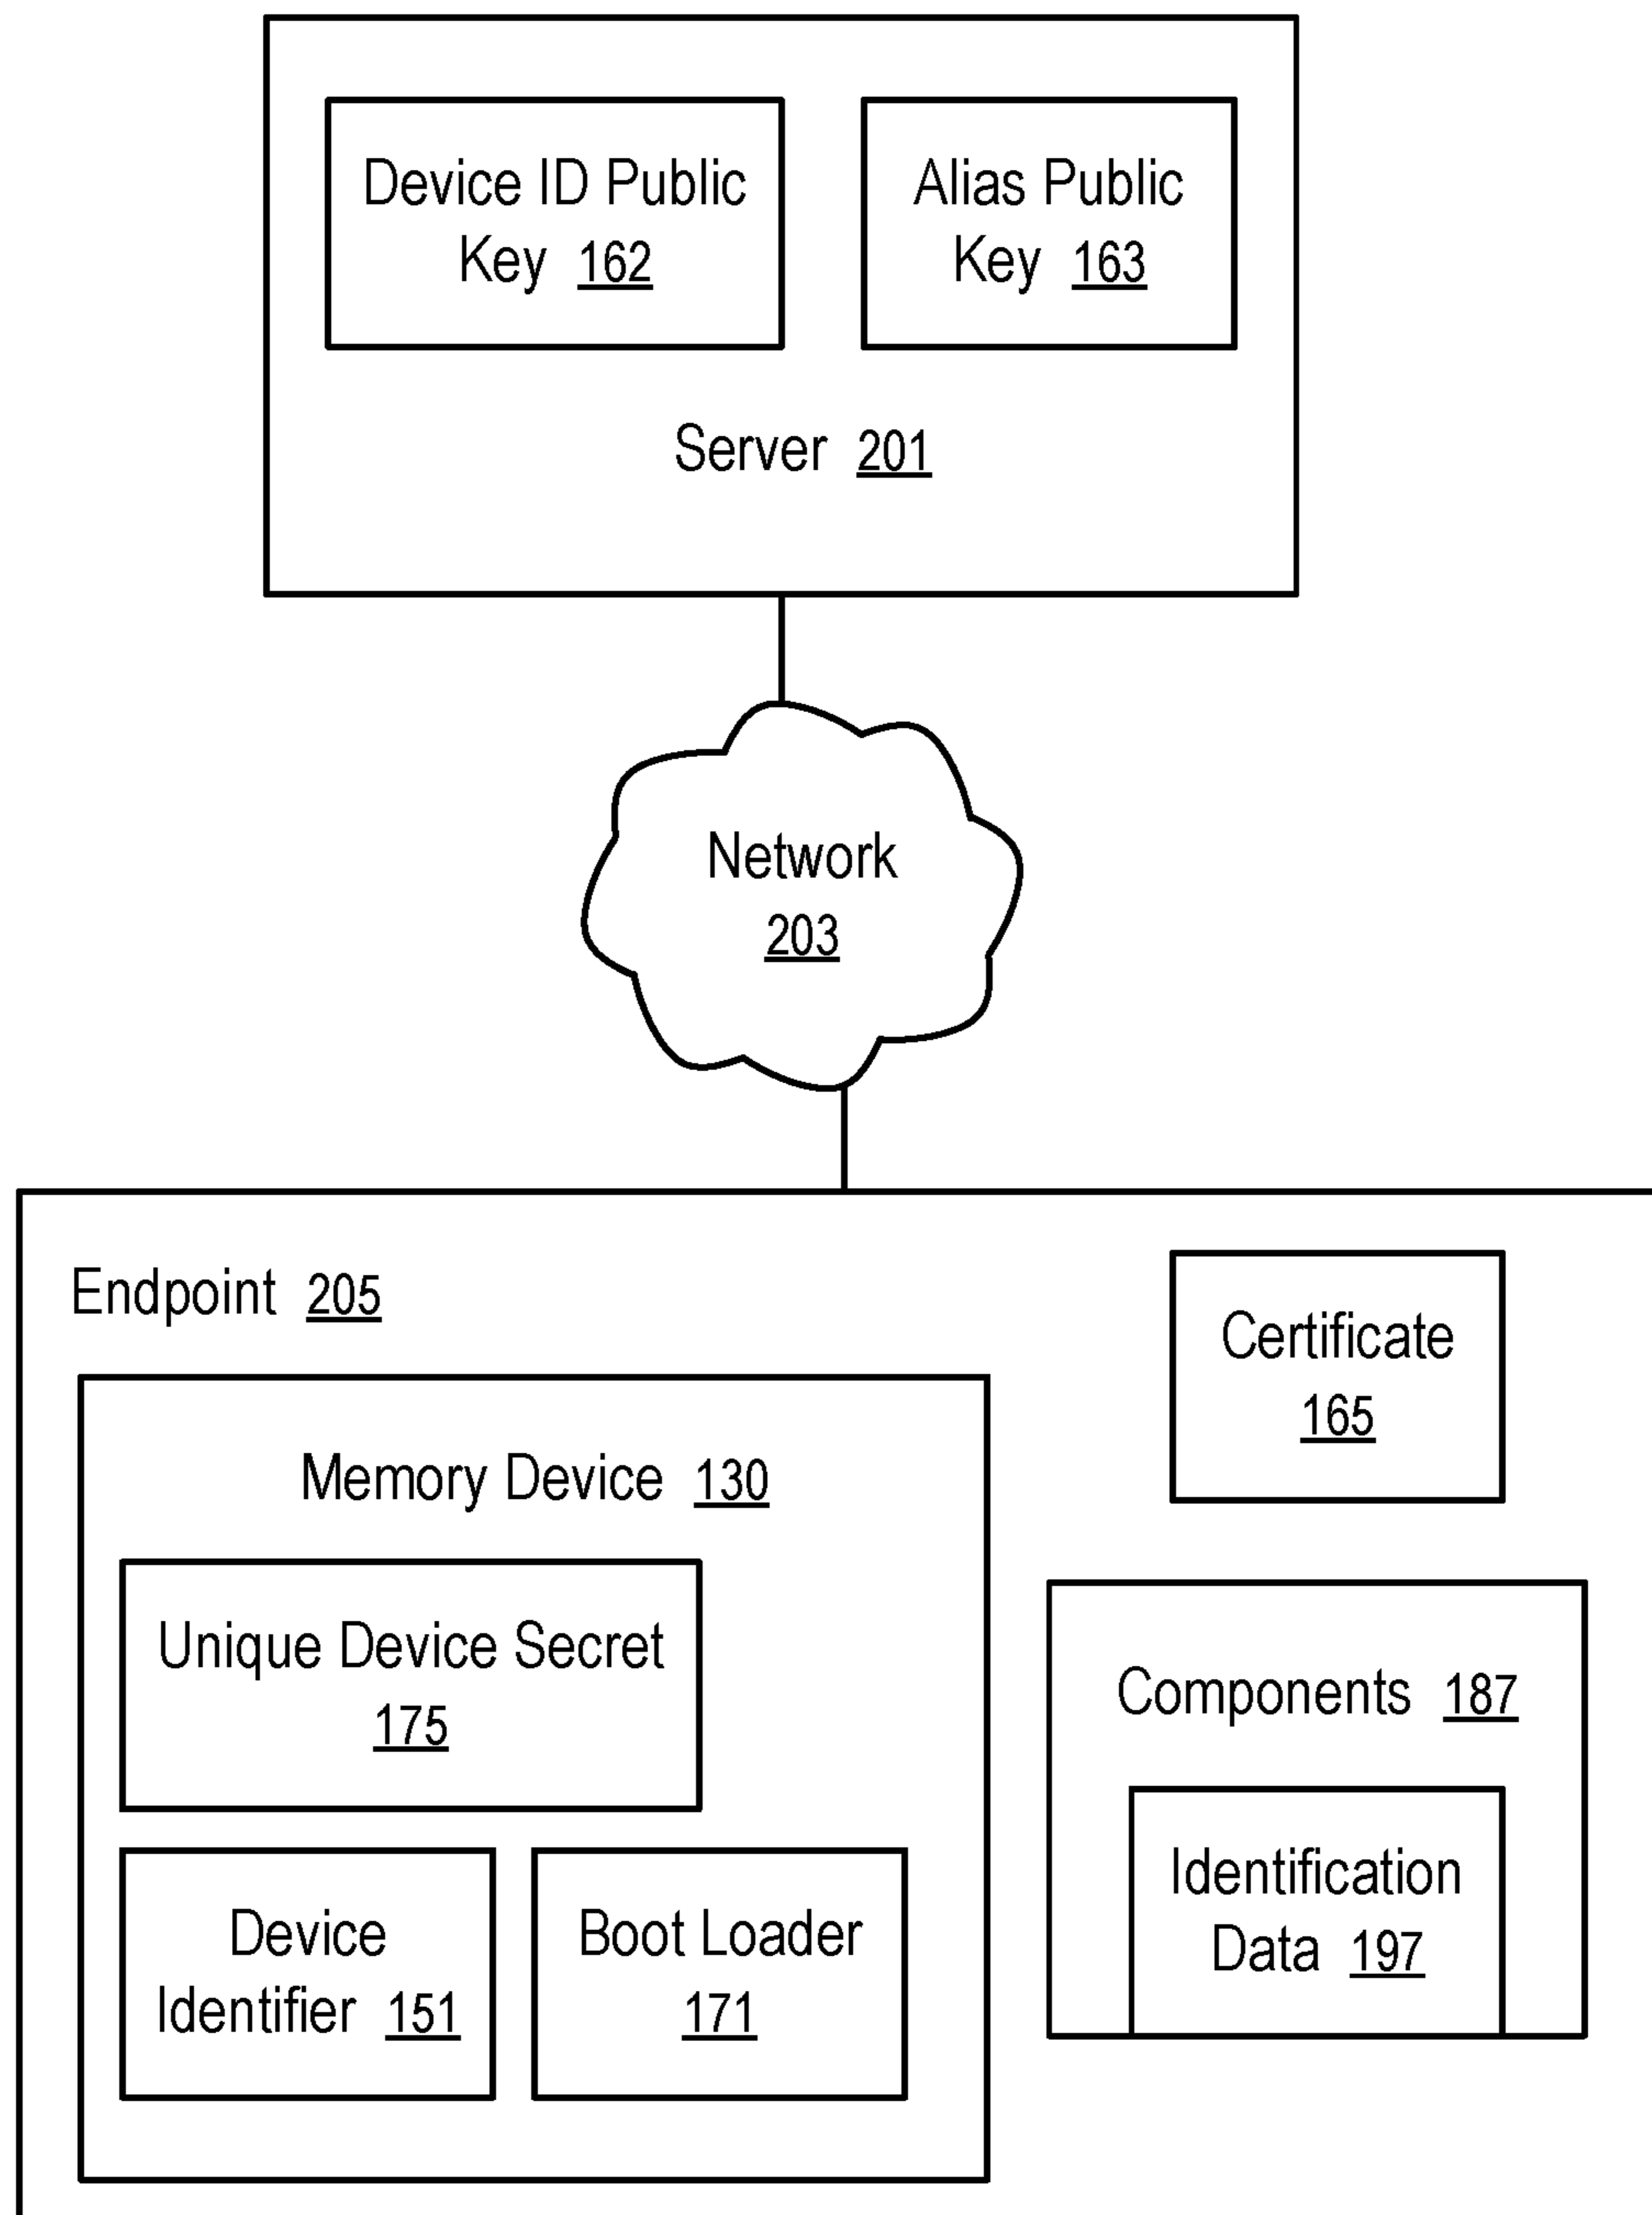 Device ID Public
Key 162
Alias Public
Key 163
Server 201
Network
203
Endpoint 205
Certificate
165
Memory Device 130
Unique Device Secret
175
Components 187
Device
Identifier 151
Boot Loader
171
Identification
Data 197